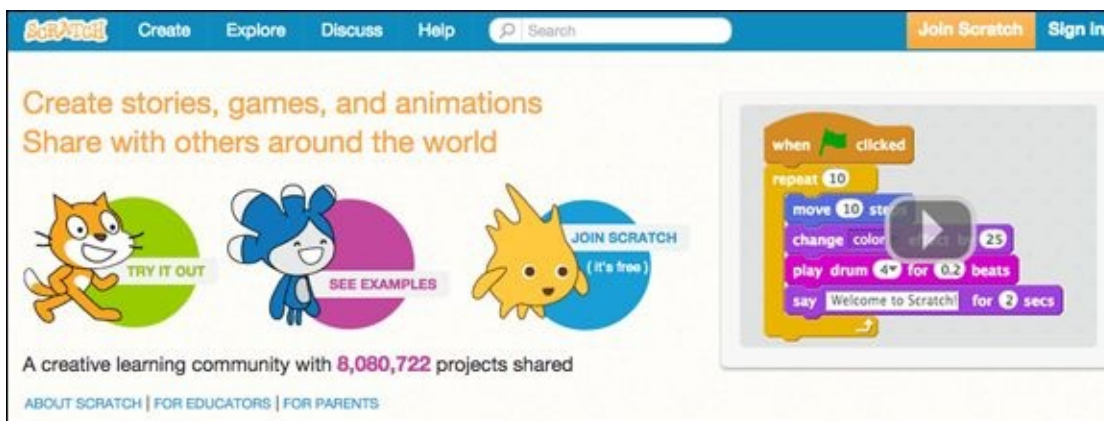 SCRATCH Create Explore Discuss Help Search Join Scratch Sign in
Create stories, games, and animations
Share with others around the world
TRY IT OUT
SEE EXAMPLES
JOIN SCRATCH
(it's free)
A creative learning community with 8,080,722 projects shared
ABOUT SCRATCH | FOR EDUCATORS | FOR PARENTS
when clicked
repeat 10
move 10 steps
change color effect by 25
play drum 4 for 0.2 beats
say Welcome to Scratch! for 2 secs